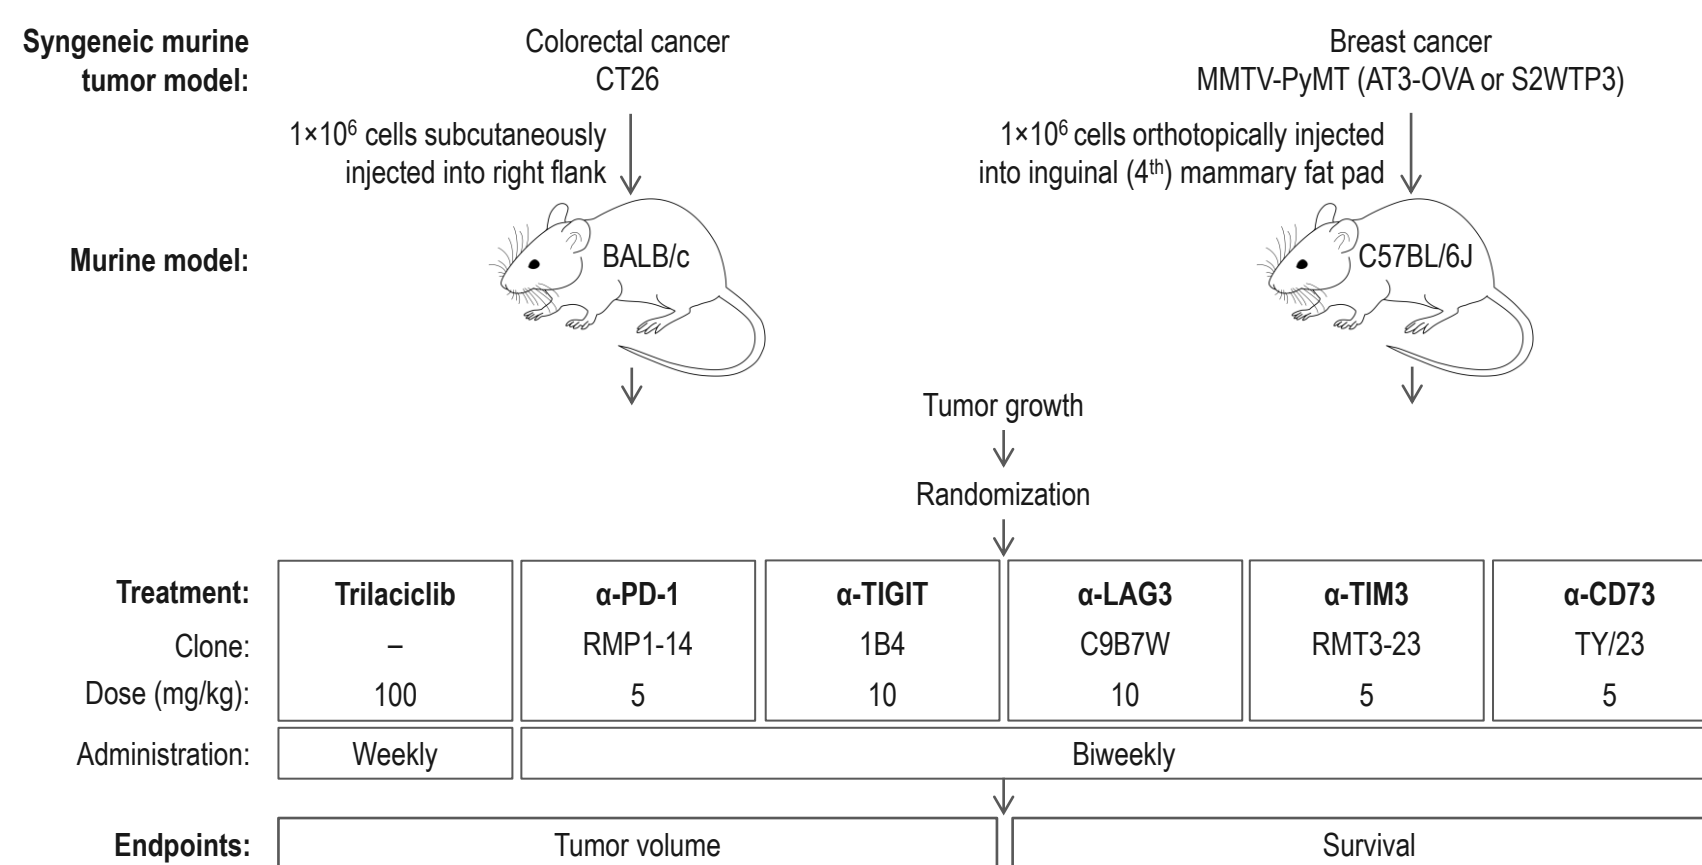 Syngeneic murine
tumor model:
Colorectal cancer
CT26
Breast cancer
MMTV-PyMT (AT3-OVA or S2WTP3)
1×10⁶ cells subcutaneously
injected into right flank
1×10⁶ cells orthotopically injected
into inguinal (4ᵗʰ) mammary fat pad
Murine model:
BALB/c
C57BL/6J
Tumor growth
Randomization
Treatment: Trilaciclib α-PD-1 α-TIGIT α-LAG3 α-TIM3 α-CD73
Clone: – RMP1-14 1B4 C9B7W RMT3-23 TY/23
Dose (mg/kg): 100 5 10 10 5 5
Administration: Weekly Biweekly
Endpoints: Tumor volume Survival